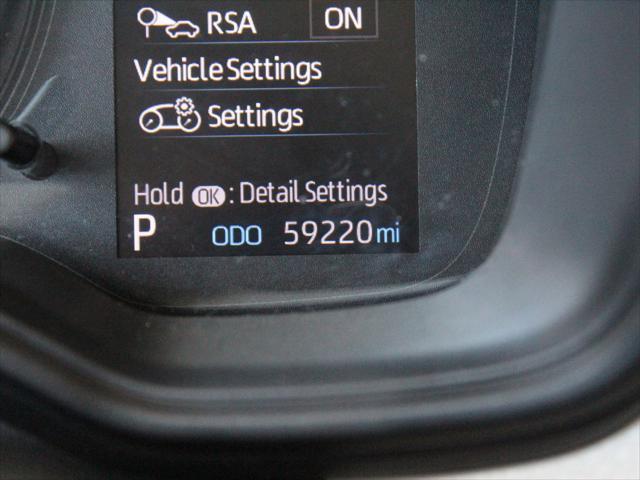 RSA ON
Vehicle Settings
Settings
Hold OK : Detail Settings
P ODO 59220 mi